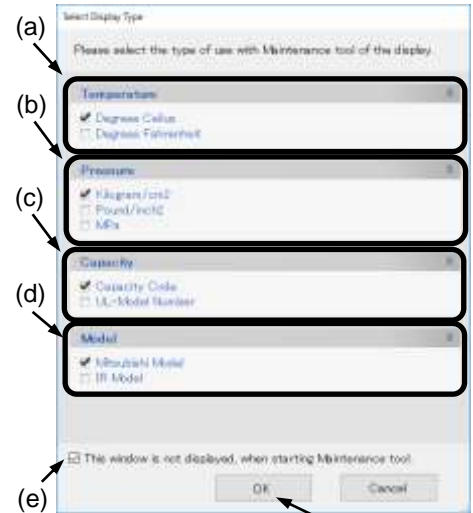 Select Display Type
(a)
Please select the type of use with Maintenance tool of the display.
Temperature
Degrees Celius
Degrees Fahrenheit
(b)
Pressure
Kilogram/cm2
Pound/inch2
MPa
(c)
Capacity
Capacity Code
UL-Model Number
(d)
Model
Mitsubishi Model
IR Model
(e)
This window is not displayed, when starting Maintenance tool.
OK
Cancel